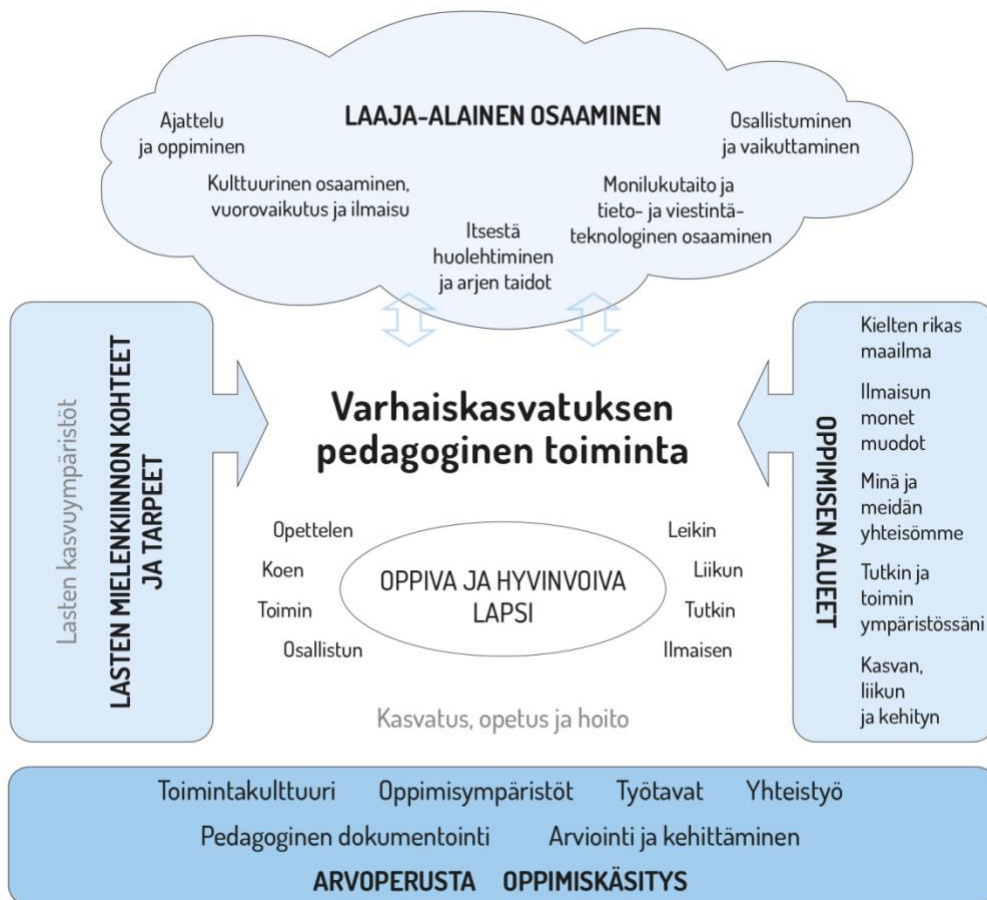 LAAJA-ALAINEN OSAAMINEN
Ajattelu
ja oppiminen
Kulttuurinen osaaminen,
vuorovaikutus ja ilmaisu
Itsestä
huolehtiminen
ja arjen taidot
Monilukutaito ja
tieto- ja viestintä-
teknologinen osaaminen
Osallistuminen
ja vaikuttaminen
Lasten kasvuympäristöt
LASTEN MIELENKIINNON KOHTEET
JA TARPEET
Varhaiskasvatuksen
pedagoginen toiminta
Opettelen
Koen
Toimin
Osallistun
OPPIVA JA HYVINVOIVA
LAPSI
Leikin
Liikun
Tutkin
Ilmaisen
Kasvatus, opetus ja hoito
OPPIMISEN ALUEET
Kielten rikas
maailma
Ilmaisun
monet
muodot
Minä ja
meidän
yhteisömme
Tutkin ja
toimin
ympäristössäni
Kasvan,
liikun
ja kehityn
Toimintakulttuuri Oppimisympäristöt Työtavat Yhteistyö
Pedagoginen dokumentointi Arviointi ja kehittäminen
ARVOPERUSTA OPPIMISKÄSITYS